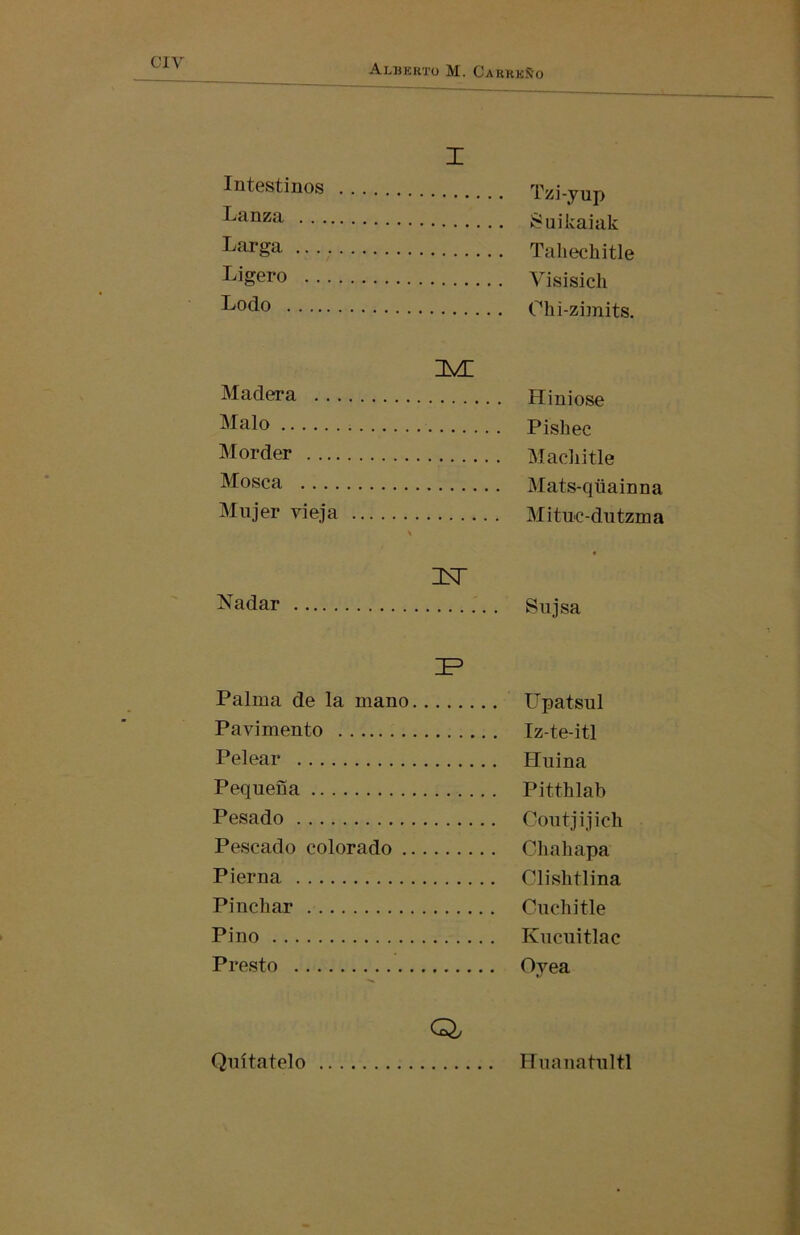 CIV
ALBERTO M. CARREÑO
I
Intestinos .................. Tzi-yup
Lanza .................. Suikaiak
Larga .................. Tahechitle
Ligero .................. Visisich
Lodo .................. Chi-zimits.
M
Madera .................. Hiniose
Malo .................. Pishec
Morder .................. Machitle
Mosca .................. Mats-qüainna
Mujer vieja .................. Mituc-dutzma
N
Nadar .................. Sujsa
P
Palma de la mano......... Upatsul
Pavimento .................. Iz-te-itl
Pelear .................. Huina
Pequeña .................. Pitthlab
Pesado .................. Coutjijich
Pescado colorado .......... Chahapa
Pierna .................. Clishtlina
Pinchar .................. Cuchitle
Pino .................. Kucuitlac
Presto .................. Oyea
Q
Quítatelo .................. Huanatultl